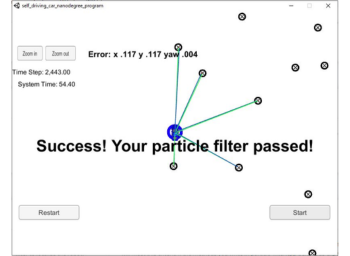 self_driving_car_nanodegree_program
Zoom in
Zoom out
Error: x .117 y .117 yaw .004
Time Step: 2,443.00
System Time: 54.40
Success! Your particle filter passed!
Restart
Start